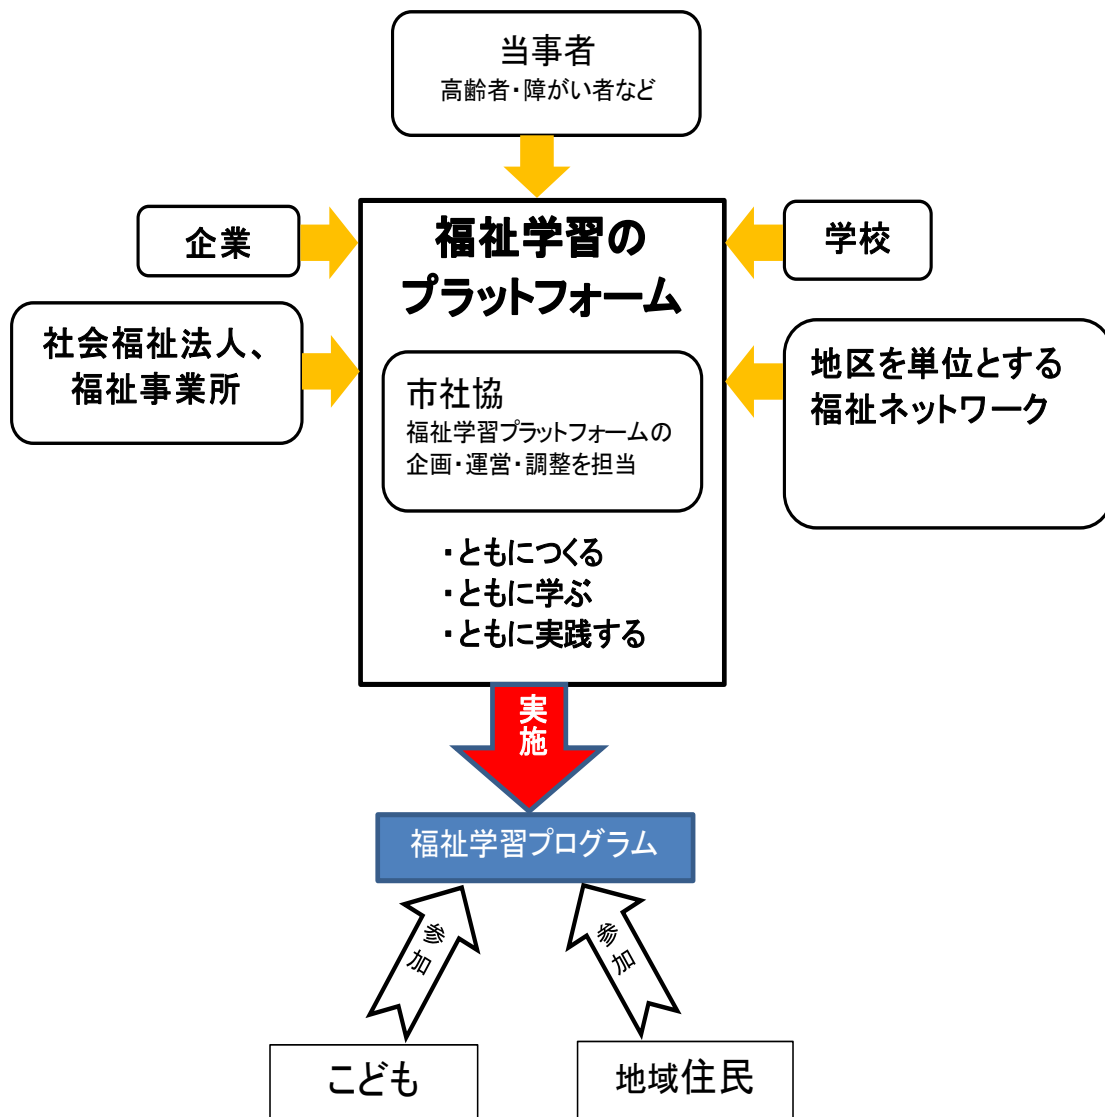 当事者
高齢者・障がい者など
企業
学校
社会福祉法人、
福祉事業所
福祉学習の
プラットフォーム
市社協
福祉学習プラットフォームの
企画・運営・調整を担当
・ともにつくる
・ともに学ぶ
・ともに実践する
地区を単位とする
福祉ネットワーク
実施
福祉学習プログラム
参加
参加
こども
地域住民